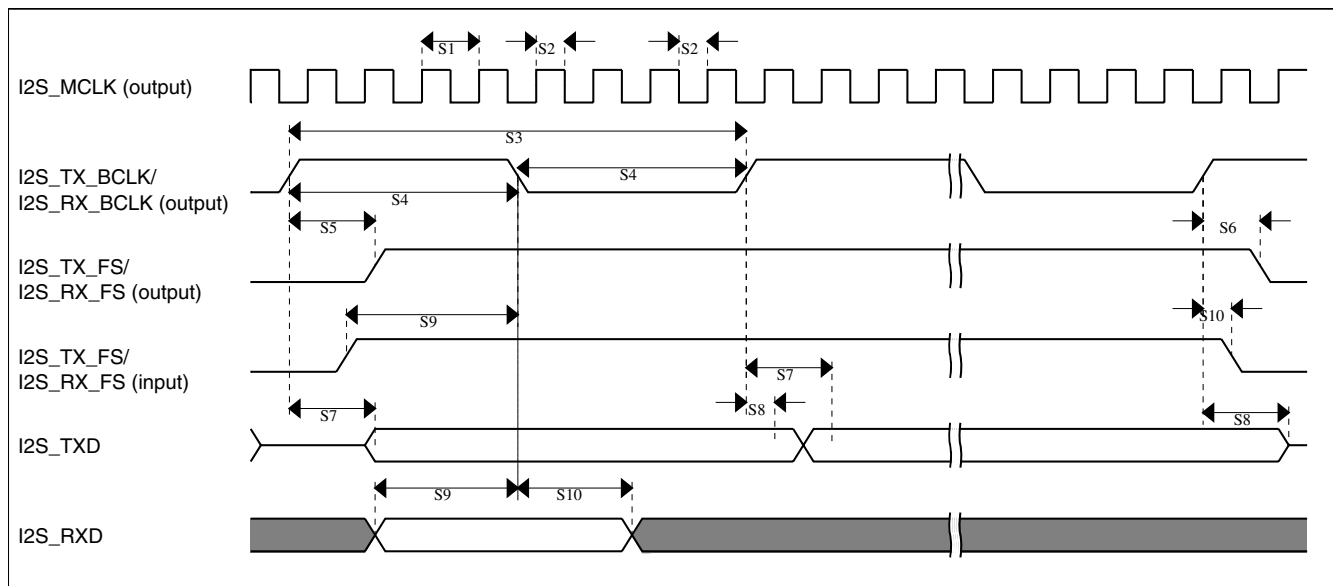 S1
S2
S2
I2S_MCLK (output)
S3
I2S_TX_BCLK/
I2S_RX_BCLK (output)
S4
S4
S5
S6
I2S_TX_FS/
I2S_RX_FS (output)
S9
S10
I2S_TX_FS/
I2S_RX_FS (input)
S7
S7
S8
S8
I2S_TXD
S9
S10
I2S_RXD